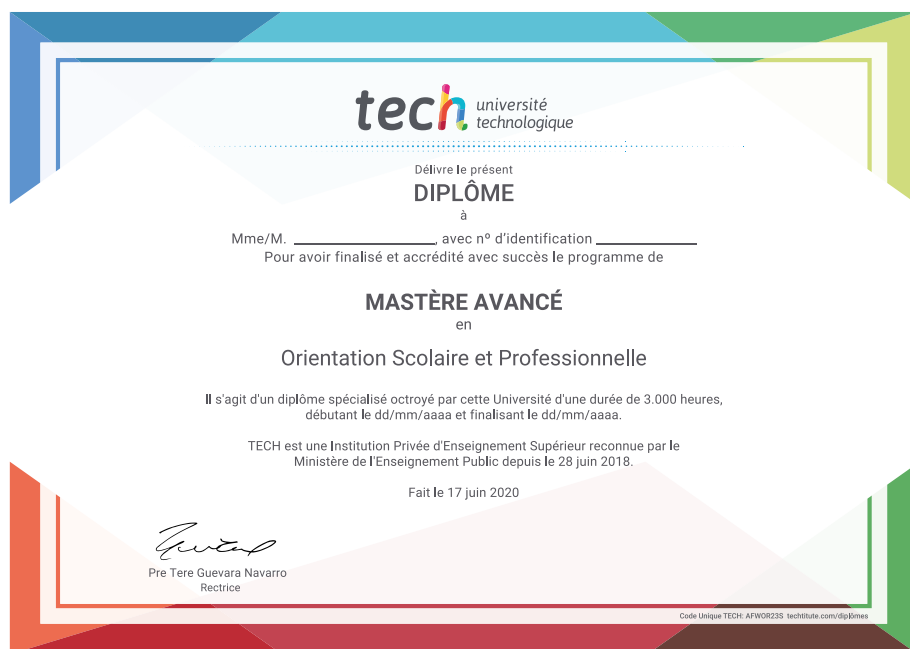 tech université
technologique
Délivre le présent
DIPLÔME
à
Mme/M. ____________________, avec nº d'identification ______________
Pour avoir finalisé et accrédité avec succès le programme de
MASTÈRE AVANCÉ
en
Orientation Scolaire et Professionnelle
Il s'agit d'un diplôme spécialisé octroyé par cette Université d'une durée de 3.000 heures,
débutant le dd/mm/aaaa et finalisant le dd/mm/aaaa.
TECH est une Institution Privée d'Enseignement Supérieur reconnue par le
Ministère de l'Enseignement Public depuis le 28 juin 2018.
Fait le 17 juin 2020
Pre Tere Guevara Navarro
Rectrice
Code Unique TECH: AFWOR23S techtitute.com/diplômes